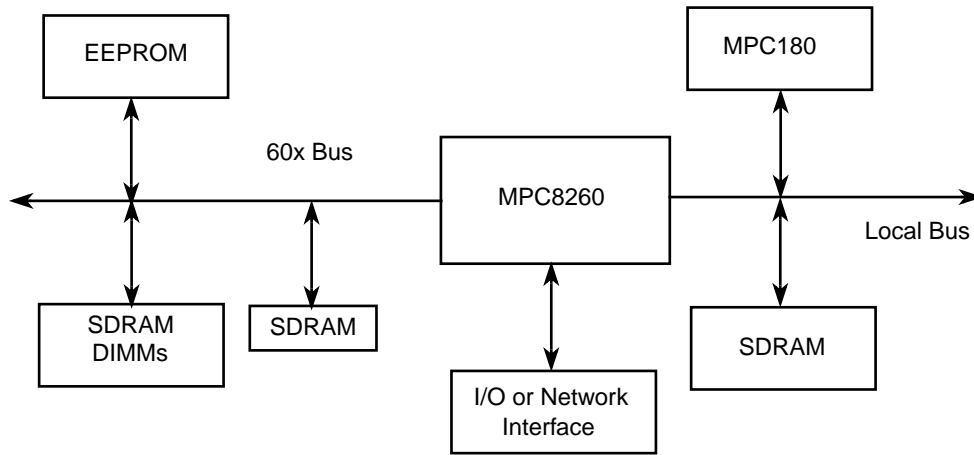 EEPROM
MPC180
60x Bus
MPC8260
Local Bus
SDRAM
DIMMs
SDRAM
SDRAM
I/O or Network
Interface